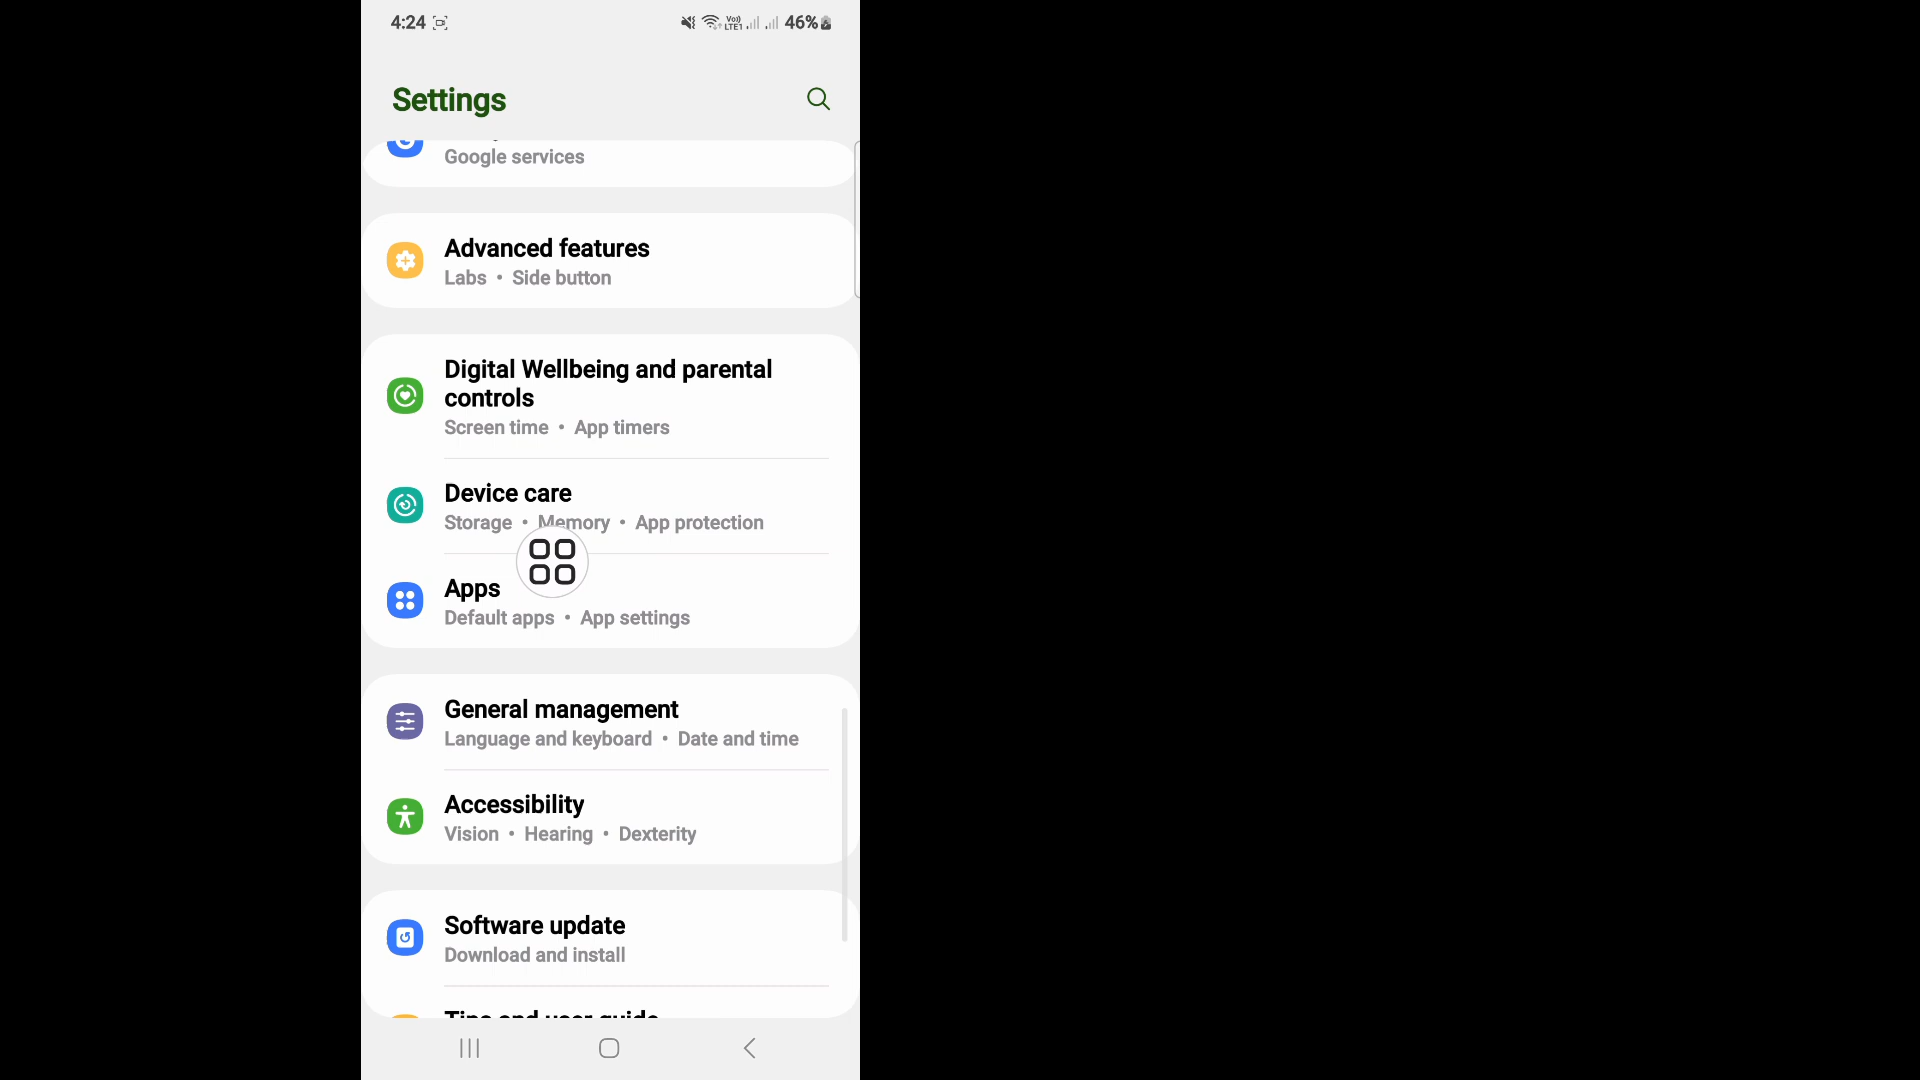 4:24
Vo)) LTE1 46%
Settings
Google services
Advanced features
Labs • Side button
Digital Wellbeing and parental
controls
Screen time • App timers
Device care
Storage • Memory • App protection
Apps
Default apps • App settings
General management
Language and keyboard • Date and time
Accessibility
Vision • Hearing • Dexterity
Software update
Download and install
Tips and user guide